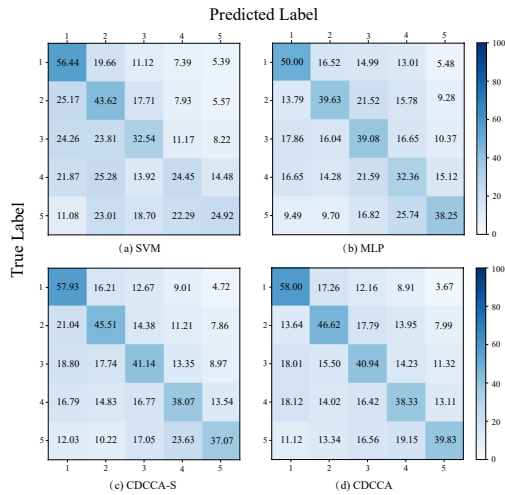 Predicted Label
True Label
1 2 3 4 5
1 56.44 19.66 11.12 7.39 5.39
2 25.17 43.62 17.71 7.93 5.57
3 24.26 23.81 32.54 11.17 8.22
4 21.87 25.28 13.92 24.45 14.48
5 11.08 23.01 18.70 22.29 24.92
(a) SVM
1 2 3 4 5
1 50.00 16.52 14.99 13.01 5.48
2 13.79 39.63 21.52 15.78 9.28
3 17.86 16.04 39.08 16.65 10.37
4 16.65 14.28 21.59 32.36 15.12
5 9.49 9.70 16.82 25.74 38.25
(b) MLP
100
80
60
40
20
0
1 57.93 16.21 12.67 9.01 4.72
2 21.04 45.51 14.38 11.21 7.86
3 18.80 17.74 41.14 13.35 8.97
4 16.79 14.83 16.77 38.07 13.54
5 12.03 10.22 17.05 23.63 37.07
1 2 3 4 5
(c) CDCCA-S
1 58.00 17.26 12.16 8.91 3.67
2 13.64 46.62 17.79 13.95 7.99
3 18.01 15.50 40.94 14.23 11.32
4 18.12 14.02 16.42 38.33 13.11
5 11.12 13.34 16.56 19.15 39.83
1 2 3 4 5
(d) CDCCA
100
80
60
40
20
0